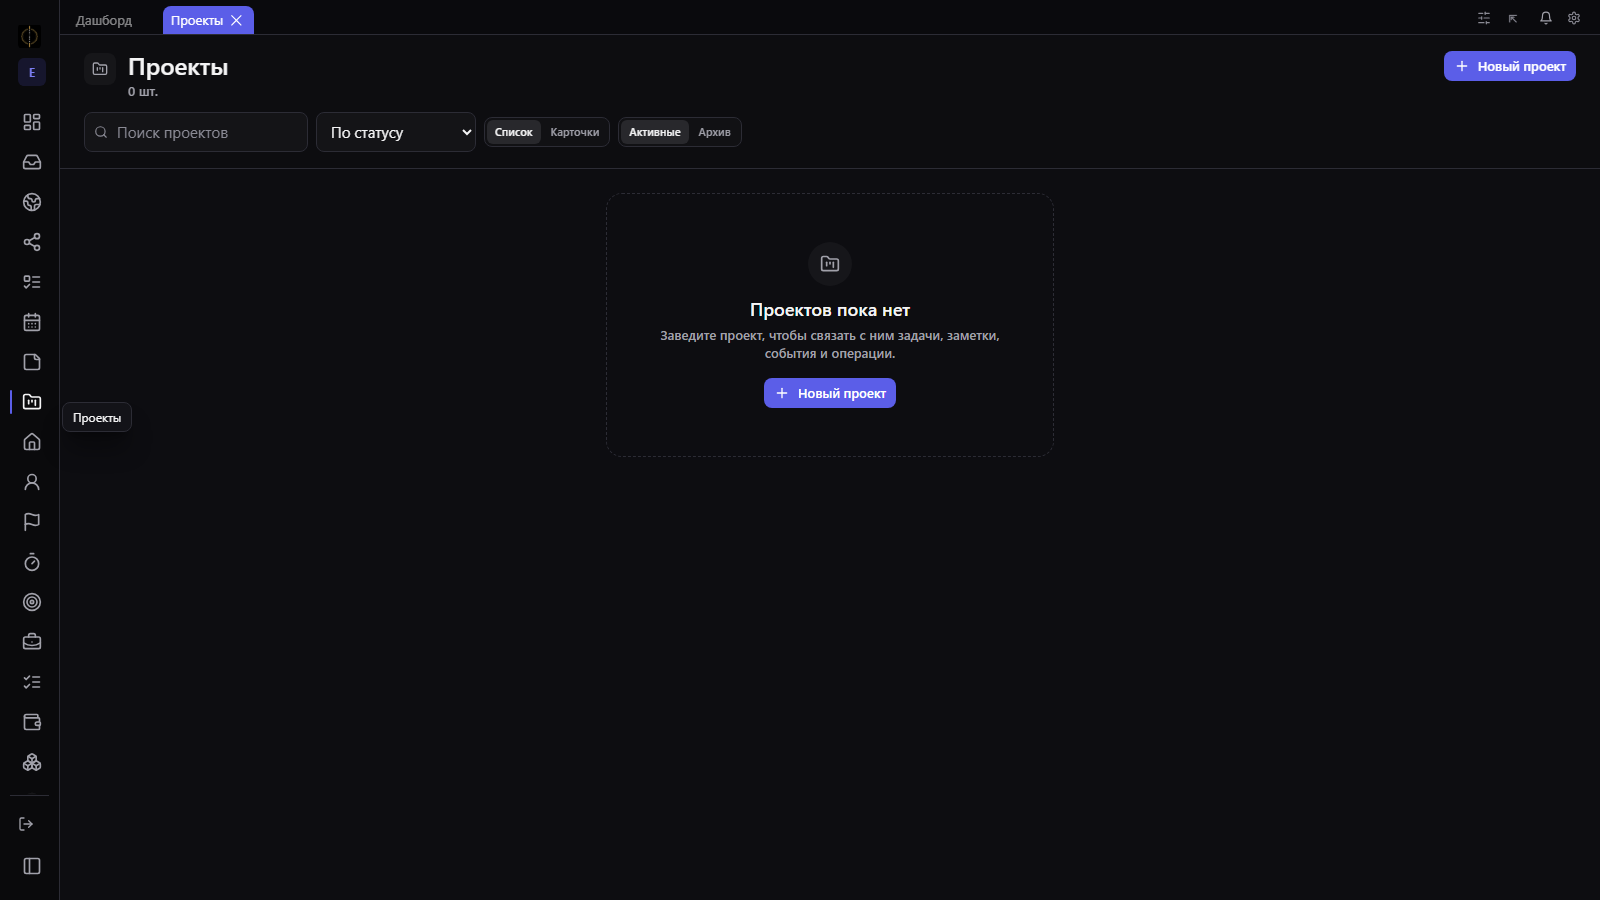 Дашборд
Проекты
E
Проекты
0 шт.
Новый проект
Поиск проектов
По статусу
Список
Карточки
Активные
Архив
Проектов пока нет
Заведите проект, чтобы связать с ним задачи, заметки,
события и операции.
Новый проект
Проекты